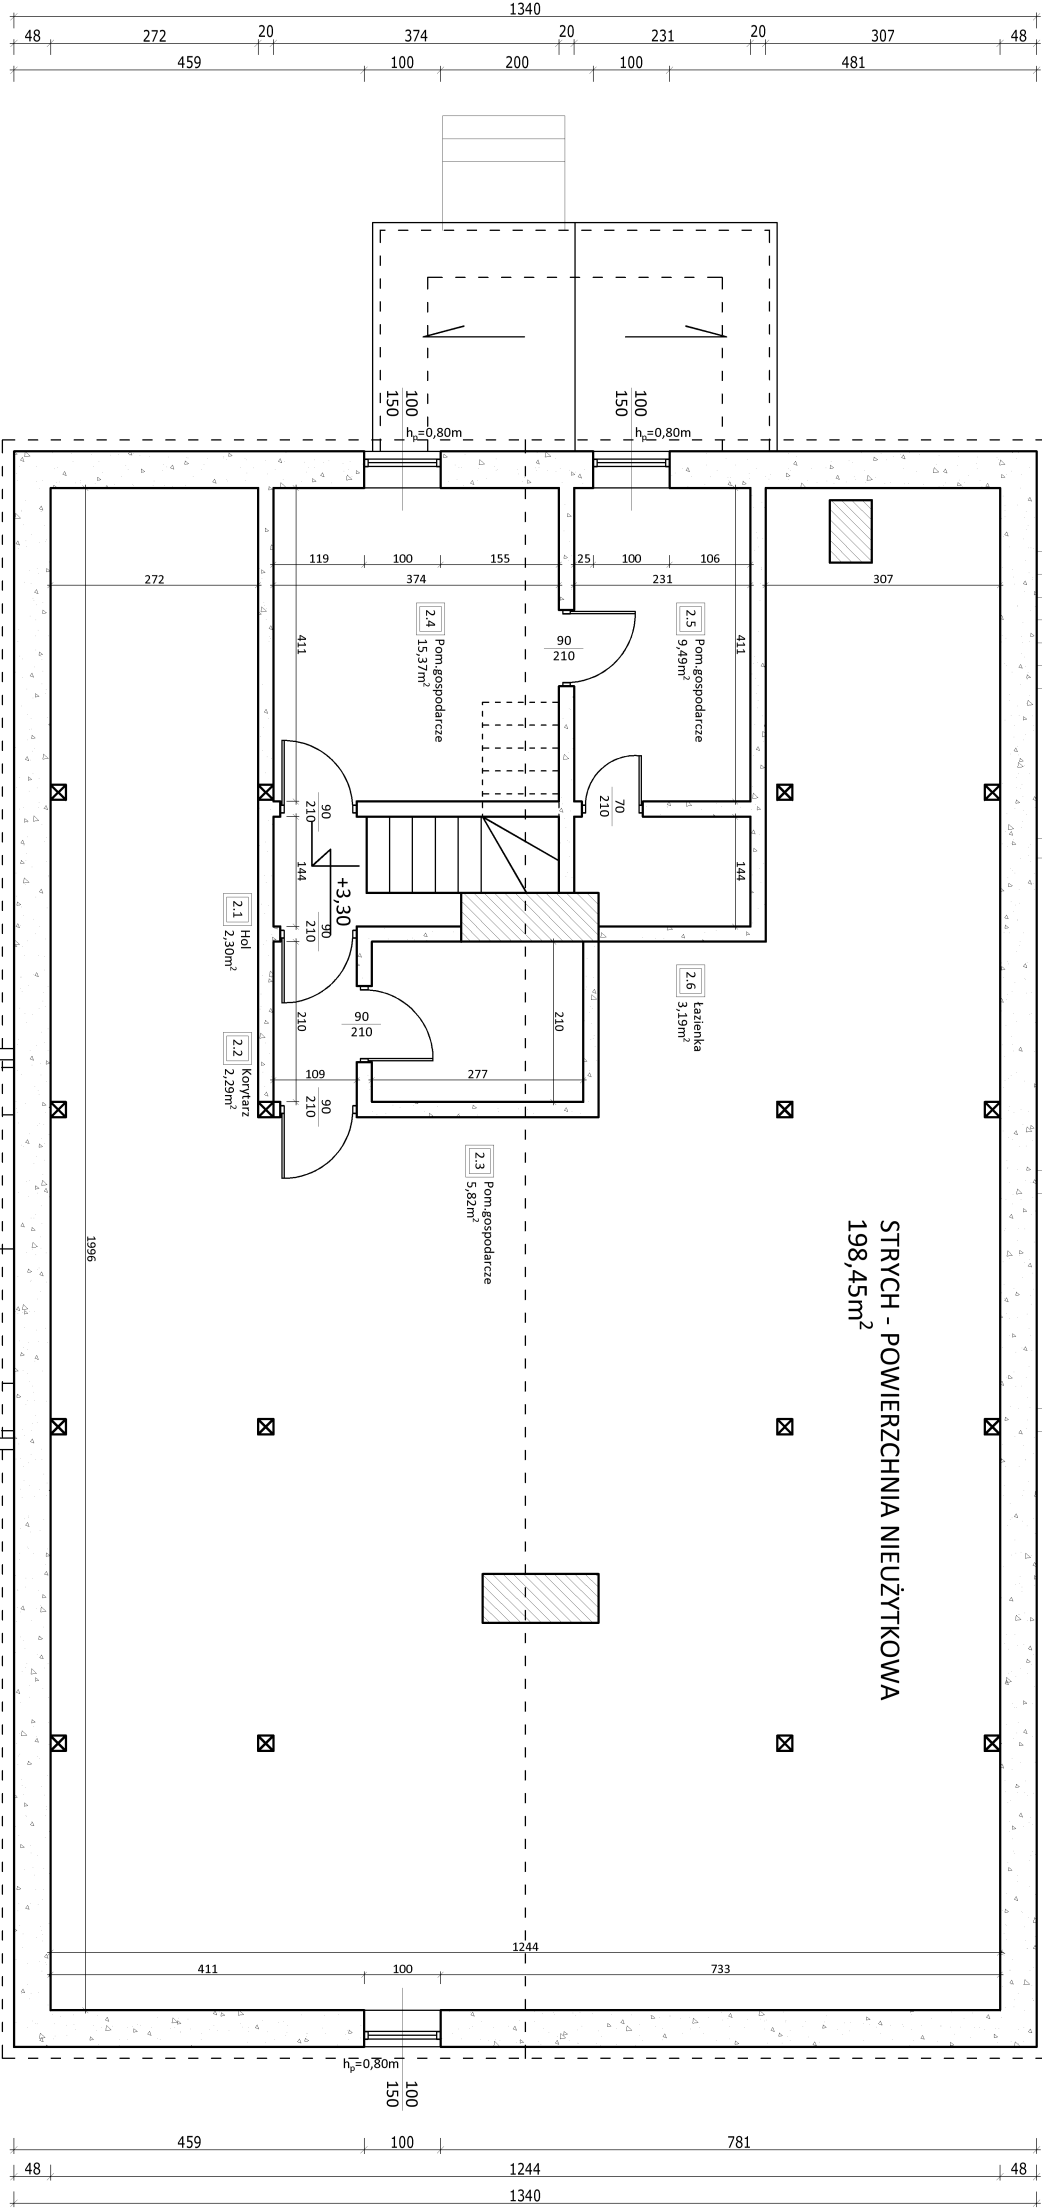 1340
48 272 20 374 20 231 20 307 48
459 100 200 100 481
100
150
hp=0,80m
100
150
hp=0,80m
119 100 155 25 100 106
272 374 231 307
411
2.4 Pom.gospodarcze
15,37m²
90
210
2.5 Pom.gospodarcze
9,49m²
411
90
210
70
210
144
+3,30
144
2.1 Hol
2,30m²
90
210
2.6 Łazienka
3,19m²
210
90
210
210
2.2 Korytarz
2,29m²
109 277
90
210
2.3 Pom.gospodarcze
5,82m²
1996
STRYCH - POWIERZCHNIA NIEUŻYTKOWA
198,45m²
1244
411 100 733
hp=0,80m
100
150
459 100 781
48 1244 48
1340